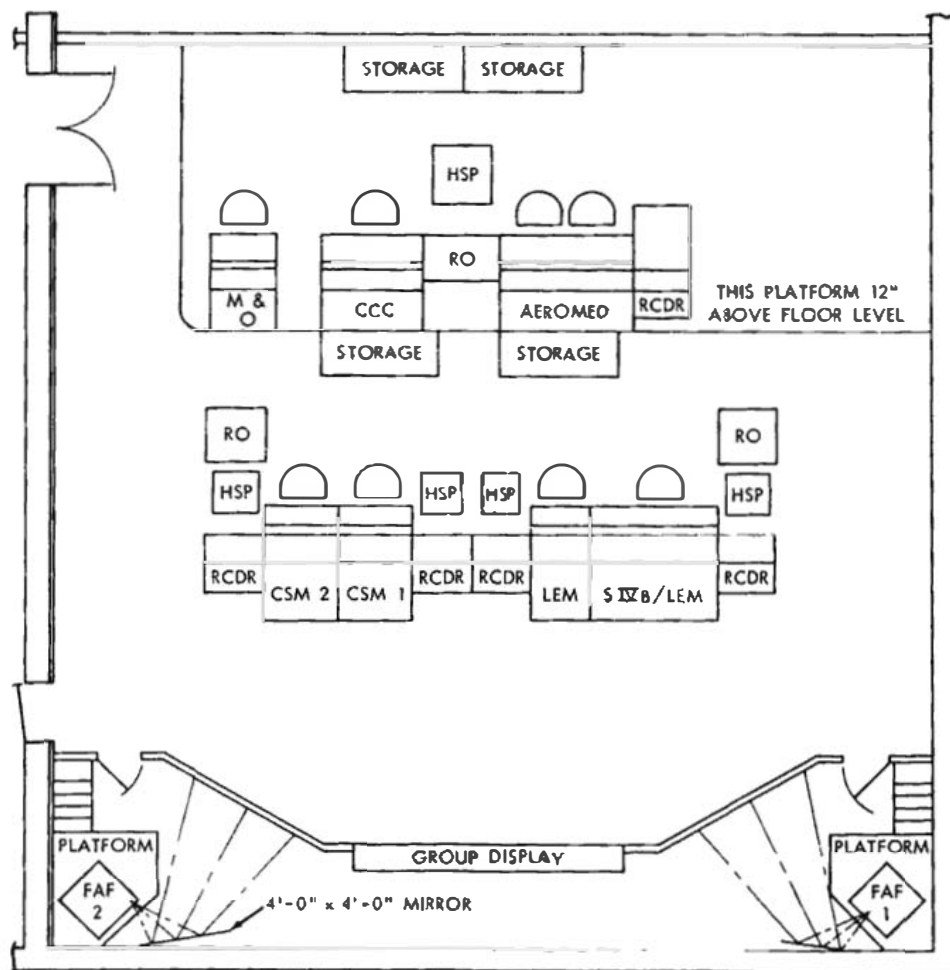 STORAGE STORAGE
HSP
RO
M &
O
CCC
AEROMED
RCDR
THIS PLATFORM 12"
ABOVE FLOOR LEVEL
STORAGE
STORAGE
RO
RO
HSP
HSP
HSP
HSP
RCDR
CSM 2
CSM 1
RCDR
RCDR
LEM
S IVB/LEM
RCDR
PLATFORM
GROUP DISPLAY
PLATFORM
FAF
2
4'-0" x 4'-0" MIRROR
FAF
1